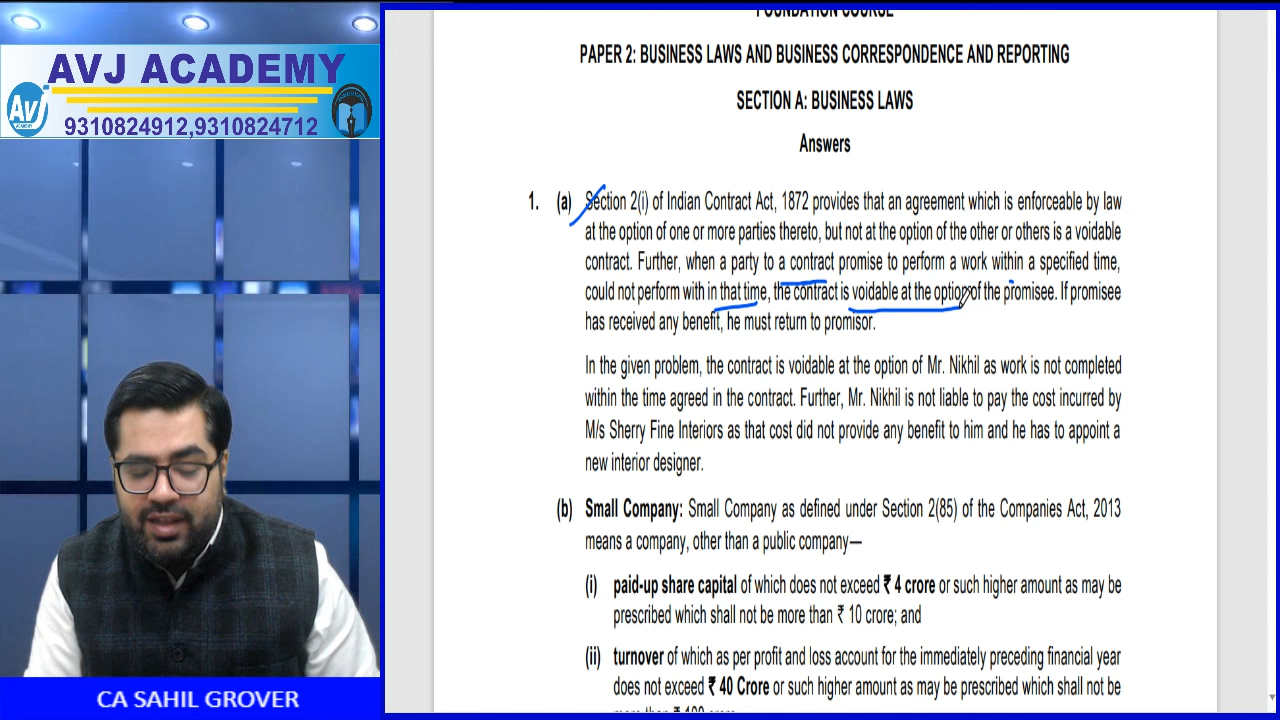 AVJ ACADEMY
AV
ACADEMY
9310824912,9310824712
CA SAHIL GROVER
FOUNDATION COURSE
PAPER 2: BUSINESS LAWS AND BUSINESS CORRESPONDENCE AND REPORTING
SECTION A: BUSINESS LAWS
Answers
1. (a) Section 2(i) of Indian Contract Act, 1872 provides that an agreement which is enforceable by law
at the option of one or more parties thereto, but not at the option of the other or others is a voidable
contract. Further, when a party to a contract promise to perform a work within a specified time,
could not perform with in that time, the contract is voidable at the option of the promisee. If promisee
has received any benefit, he must return to promisor.
In the given problem, the contract is voidable at the option of Mr. Nikhil as work is not completed
within the time agreed in the contract. Further, Mr. Nikhil is not liable to pay the cost incurred by
M/s Sherry Fine Interiors as that cost did not provide any benefit to him and he has to appoint a
new interior designer.
(b) Small Company: Small Company as defined under Section 2(85) of the Companies Act, 2013
means a company, other than a public company—
(i) paid-up share capital of which does not exceed ₹ 4 crore or such higher amount as may be
prescribed which shall not be more than ₹ 10 crore; and
(ii) turnover of which as per profit and loss account for the immediately preceding financial year
does not exceed ₹ 40 Crore or such higher amount as may be prescribed which shall not be
more than ₹ 100 crore